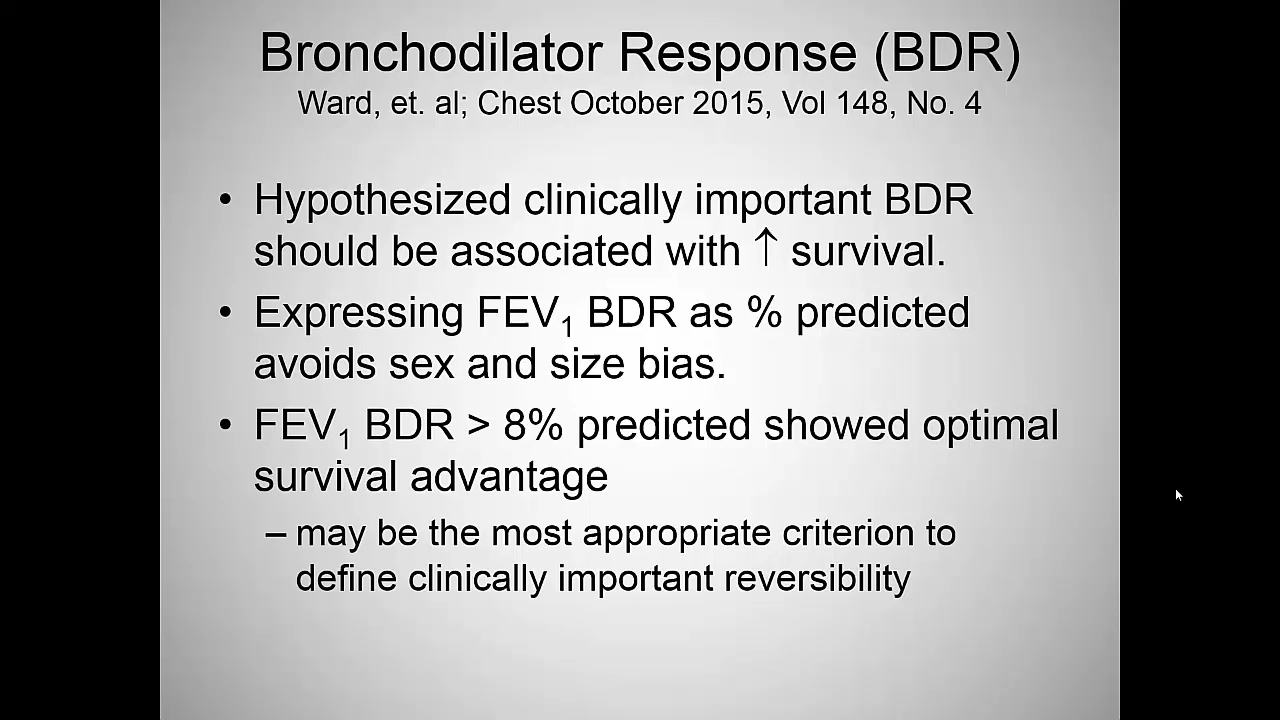 Bronchodilator Response (BDR)
Ward, et. al; Chest October 2015, Vol 148, No. 4
• Hypothesized clinically important BDR
should be associated with ↑ survival.
• Expressing FEV₁ BDR as % predicted
avoids sex and size bias.
• FEV₁ BDR > 8% predicted showed optimal
survival advantage
– may be the most appropriate criterion to
define clinically important reversibility